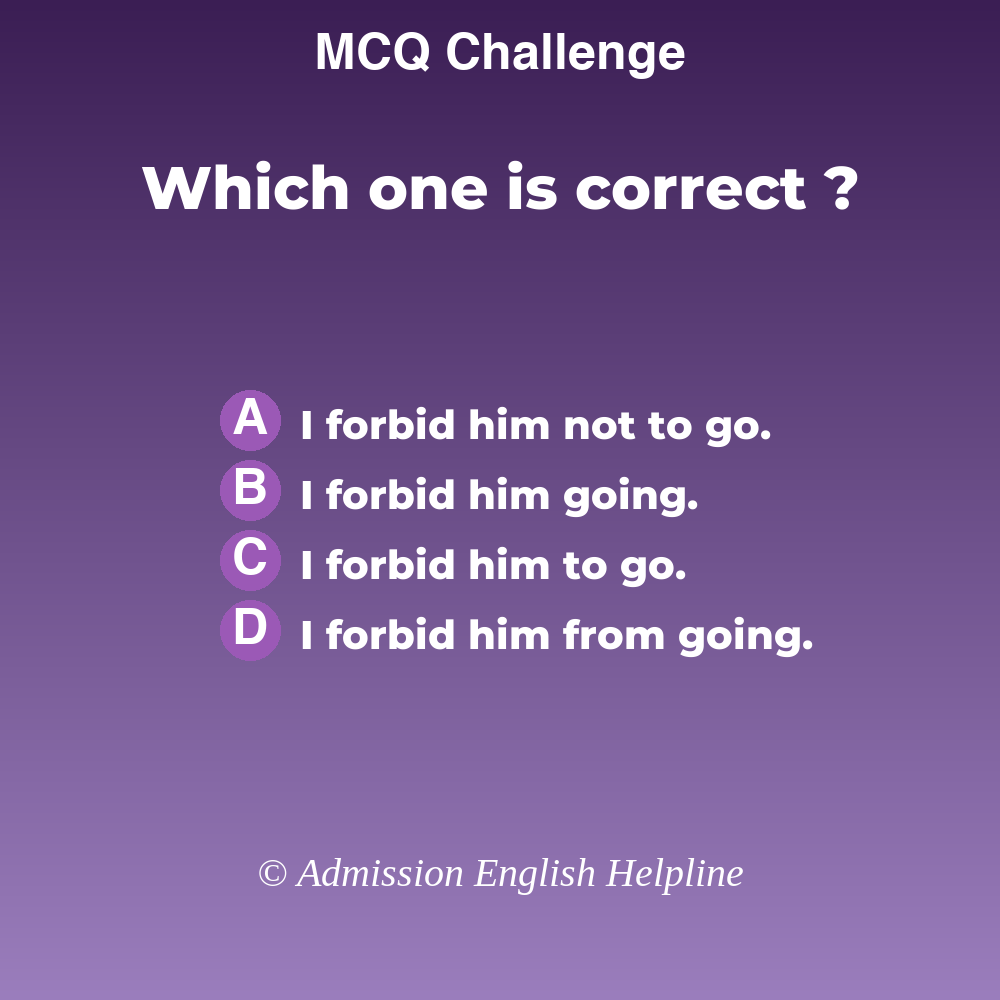 MCQ Challenge
Which one is correct ?
A I forbid him not to go.
B I forbid him going.
C I forbid him to go.
D I forbid him from going.
© Admission English Helpline